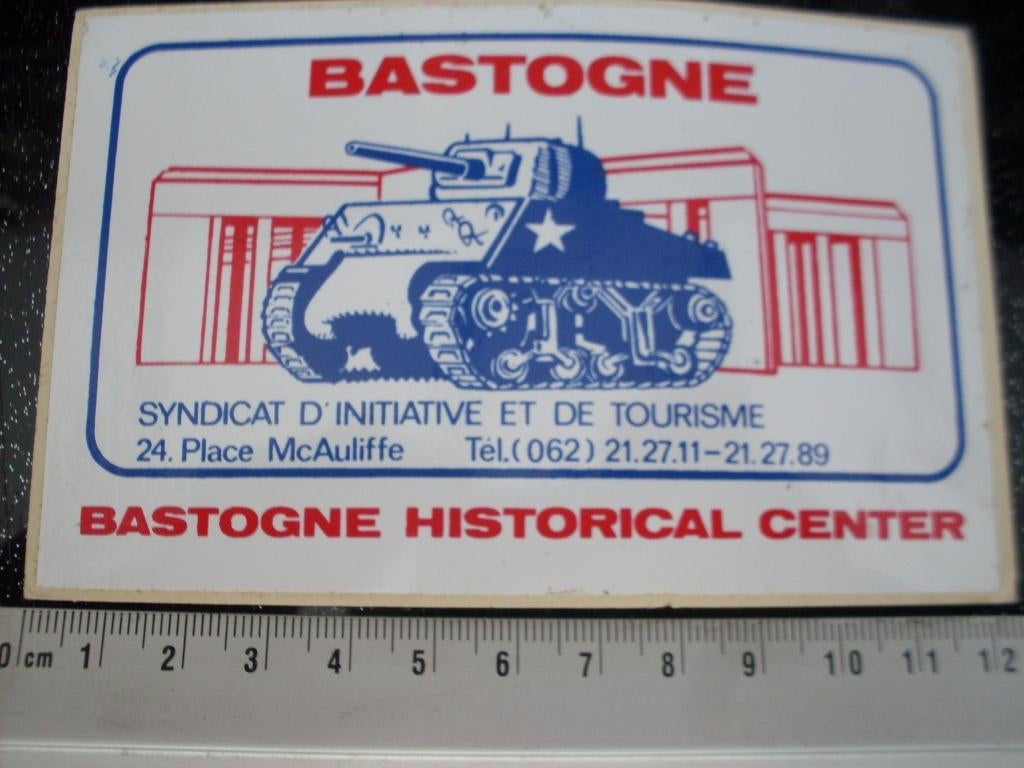 BASTOGNE
SYNDICAT D'INITIATIVE ET DE TOURISME
24. Place McAuliffe Tél.(062) 21.27.11-21.27.89
BASTOGNE HISTORICAL CENTER
0 cm 1 2 3 4 5 6 7 8 9 10 11 12